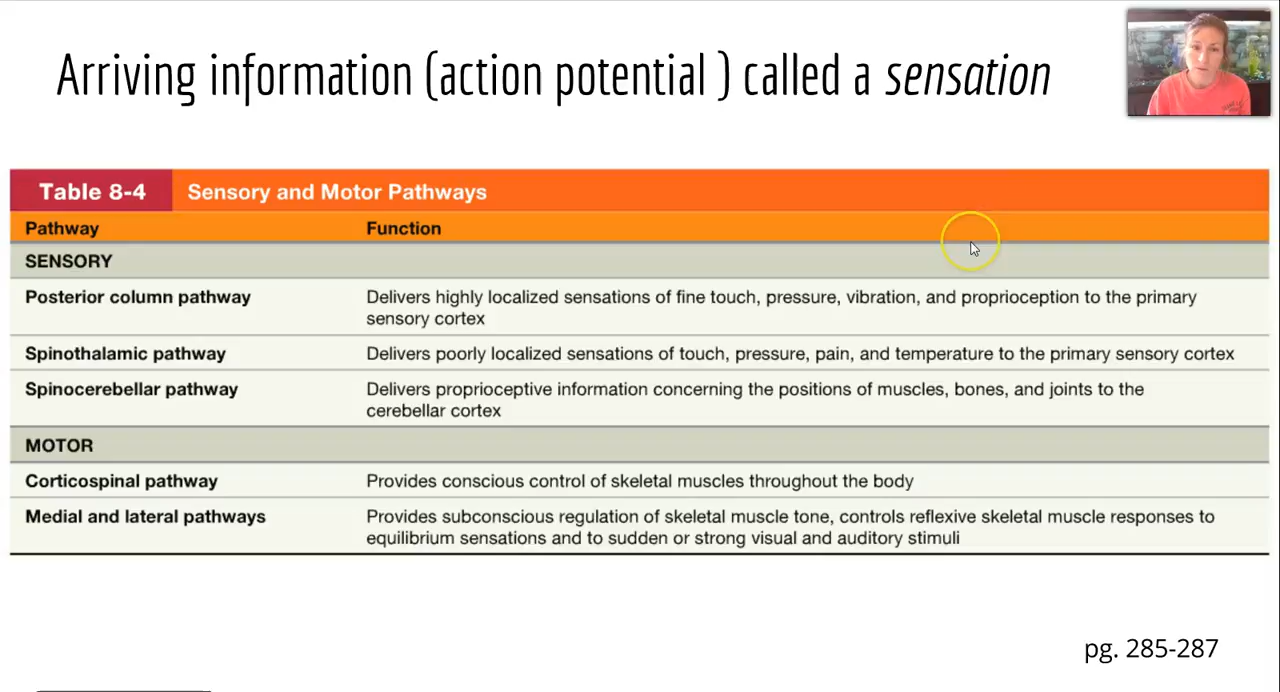 Arriving information (action potential ) called a sensation
Table 8-4 Sensory and Motor Pathways
Pathway Function
SENSORY
Posterior column pathway Delivers highly localized sensations of fine touch, pressure, vibration, and proprioception to the primary
sensory cortex
Spinothalamic pathway Delivers poorly localized sensations of touch, pressure, pain, and temperature to the primary sensory cortex
Spinocerebellar pathway Delivers proprioceptive information concerning the positions of muscles, bones, and joints to the
cerebellar cortex
MOTOR
Corticospinal pathway Provides conscious control of skeletal muscles throughout the body
Medial and lateral pathways Provides subconscious regulation of skeletal muscle tone, controls reflexive skeletal muscle responses to
equilibrium sensations and to sudden or strong visual and auditory stimuli
pg. 285-287